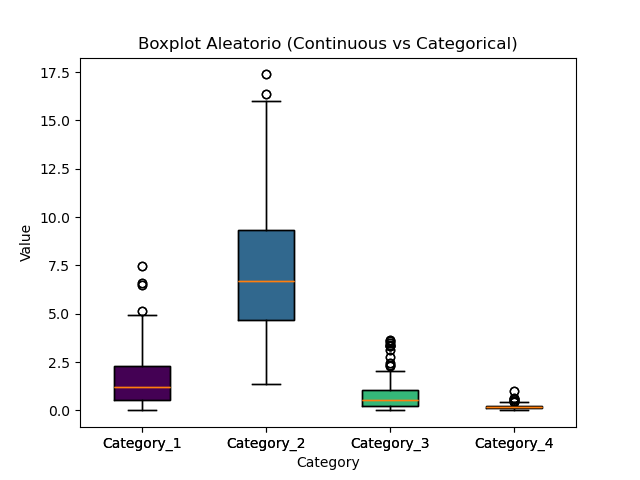 Boxplot Aleatorio (Continuous vs Categorical)
17.5
15.0
12.5
10.0
7.5
5.0
2.5
0.0
Value
Category_1 Category_2 Category_3 Category_4
Category